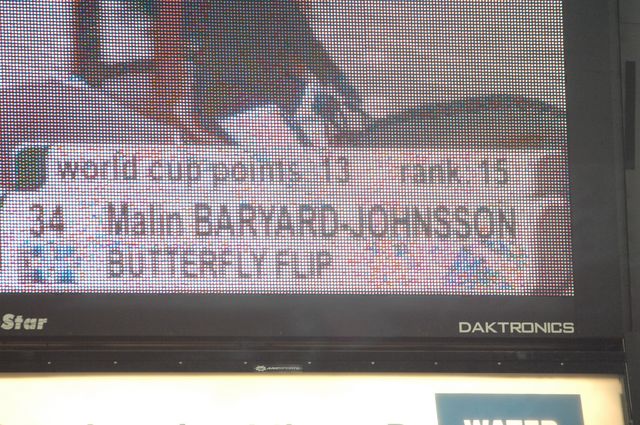 world cup points: 13 rank: 15
34 Malin BARYARD-JOHNSSON
BUTTERFLY FLIP
Star
DAKTRONICS